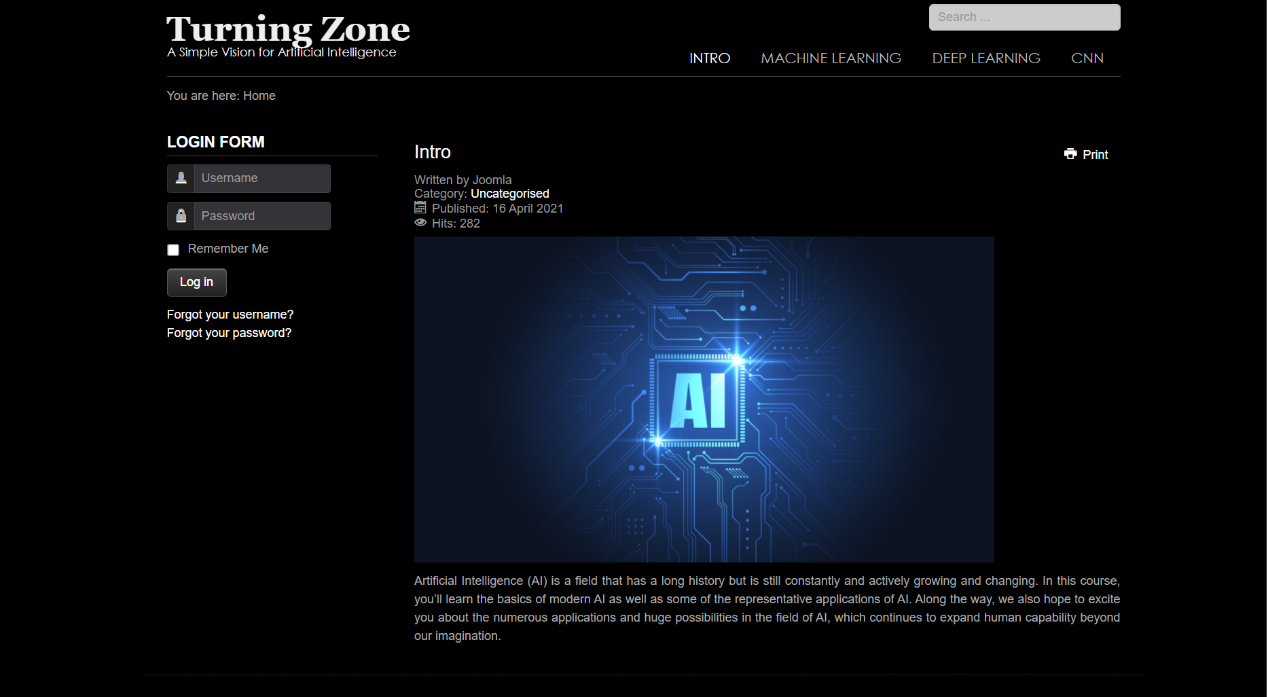 Turning Zone
A Simple Vision for Artificial Intelligence
Search ...
INTRO MACHINE LEARNING DEEP LEARNING CNN
You are here: Home
LOGIN FORM
Username
Password
Remember Me
Log in
Forgot your username?
Forgot your password?
Intro
Print
Written by Joomla
Category: Uncategorised
Published: 16 April 2021
Hits: 282
AI
Artificial Intelligence (AI) is a field that has a long history but is still constantly and actively growing and changing. In this course,
you'll learn the basics of modern AI as well as some of the representative applications of AI. Along the way, we also hope to excite
you about the numerous applications and huge possibilities in the field of AI, which continues to expand human capability beyond
our imagination.